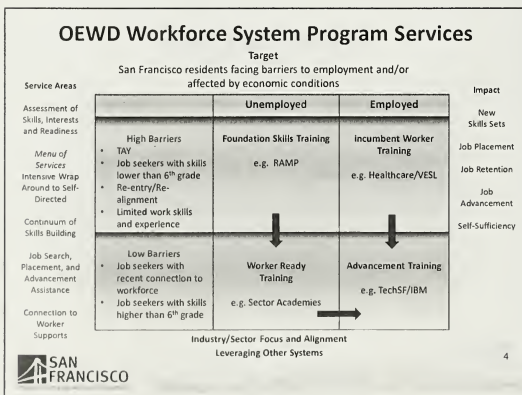 OEWD Workforce System Program Services
Target
San Francisco residents facing barriers to employment and/or
affected by economic conditions
Service Areas
Assessment of
Skills, Interests
and Readiness
Menu of
Services
Intensive Wrap
Around to Self-
Directed
Continuum of
Skills Building
Job Search,
Placement, and
Advancement
Assistance
Connection to
Worker
Supports
Unemployed
Employed
High Barriers
• TAY
• Job seekers with skills
lower than 6th grade
• Re-entry/Re-
alignment
• Limited work skills
and experience
Foundation Skills Training
e.g. RAMP
Incumbent Worker
Training
e.g. Healthcare/VESL
Low Barriers
• Job seekers with
recent connection to
workforce
• Job seekers with skills
higher than 6th grade
Worker Ready
Training
e.g. Sector Academies
Advancement Training
e.g. TechSF/IBM
Impact
New
Skills Sets
Job Placement
Job Retention
Job
Advancement
Self-Sufficiency
Industry/Sector Focus and Alignment
Leveraging Other Systems
SAN
FRANCISCO
4